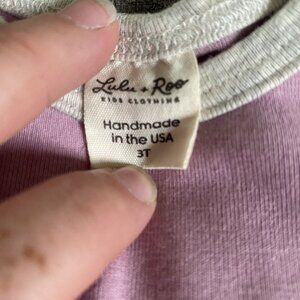 Lulu + Roo
KIDS CLOTHING
Handmade
in the USA
3T